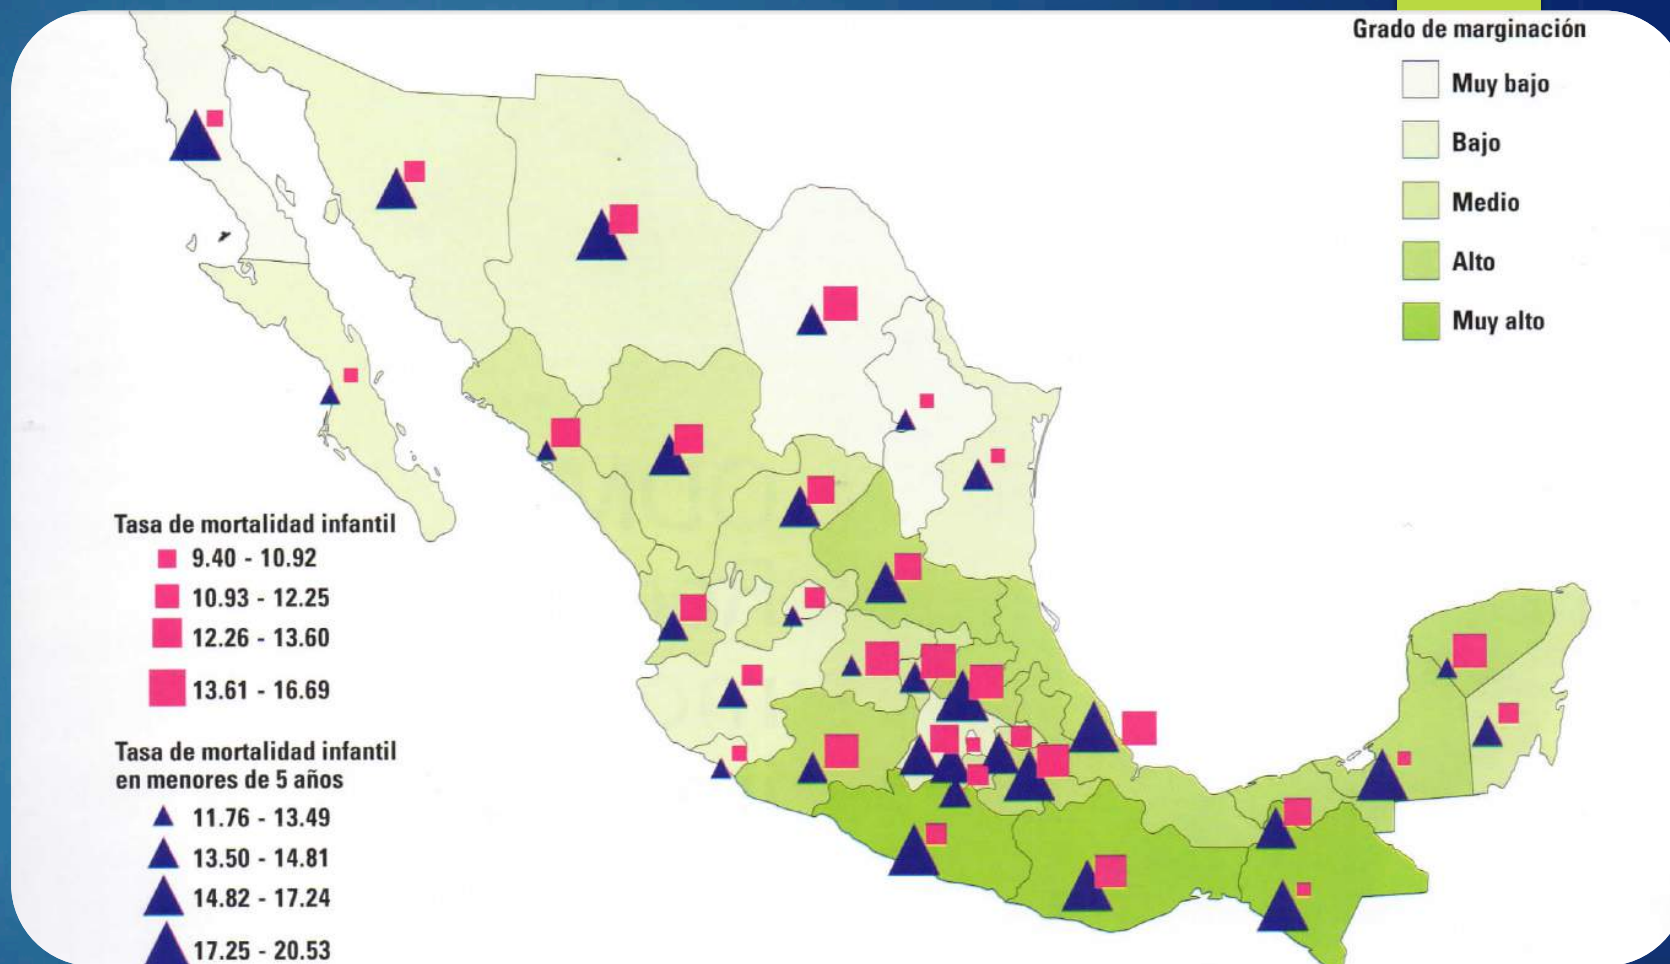 Grado de marginación
Muy bajo
Bajo
Medio
Alto
Muy alto
Tasa de mortalidad infantil
9.40 - 10.92
10.93 - 12.25
12.26 - 13.60
13.61 - 16.69
Tasa de mortalidad infantil
en menores de 5 años
11.76 - 13.49
13.50 - 14.81
14.82 - 17.24
17.25 - 20.53